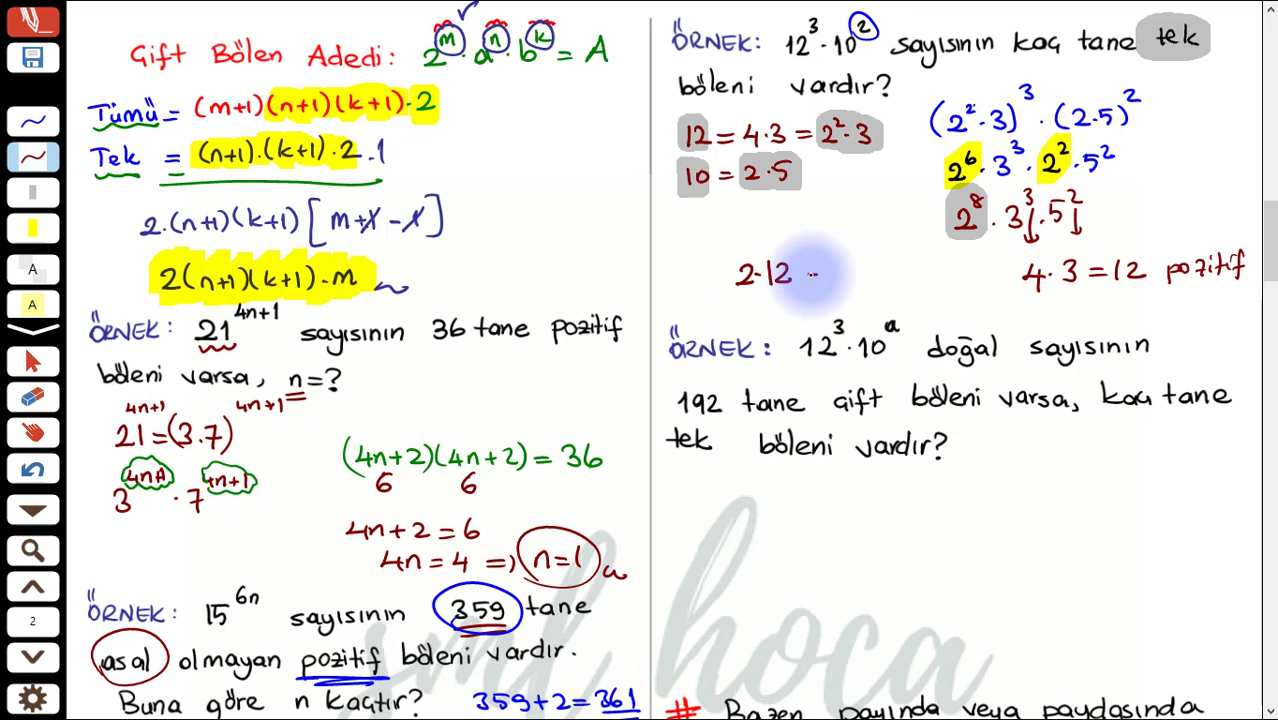 Çift Bölen Adedi: 2^m · a^n · b^k = A
Tümü = (m+1)(n+1)(k+1)·2
Tek = (n+1)·(k+1)·2·1
2·(n+1)(k+1)[m+1-1]
2(n+1)(k+1)·m
ÖRNEK: 21^4n+1 sayısının 36 tane pozitif
böleni varsa, n=?
21^4n+1 = (3·7)^4n+1
3^4n+1 · 7^4n+1
(4n+2)(4n+2) = 36
6 6
4n+2 = 6
4n = 4 => n=1
ÖRNEK: 15^6n sayısının 359 tane
asal olmayan pozitif böleni vardır.
Buna göre n kaçtır? 359+2=361
ÖRNEK: 12^3 · 10^2 sayısının kaç tane tek
böleni vardır?
12 = 4·3 = 2^2·3
10 = 2·5
(2^2·3)^3 · (2·5)^2
2^6 · 3^3 · 2^2 · 5^2
2^8 · 3^3 · 5^2
4·3 = 12 pozitif
2·12
ÖRNEK: 12^3 · 10^a doğal sayısının
192 tane çift böleni varsa, kaç tane
tek böleni vardır?
# Bazen payında veya paydasında
sml hoca
A
A
2